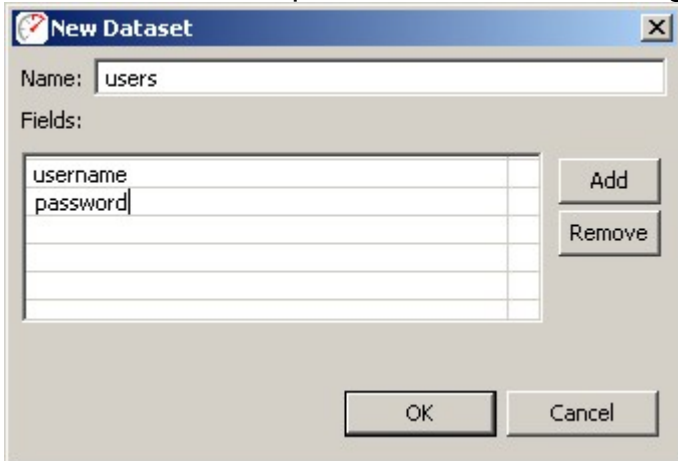 New Dataset
Name: users
Fields:
username
Add
password
Remove
OK Cancel